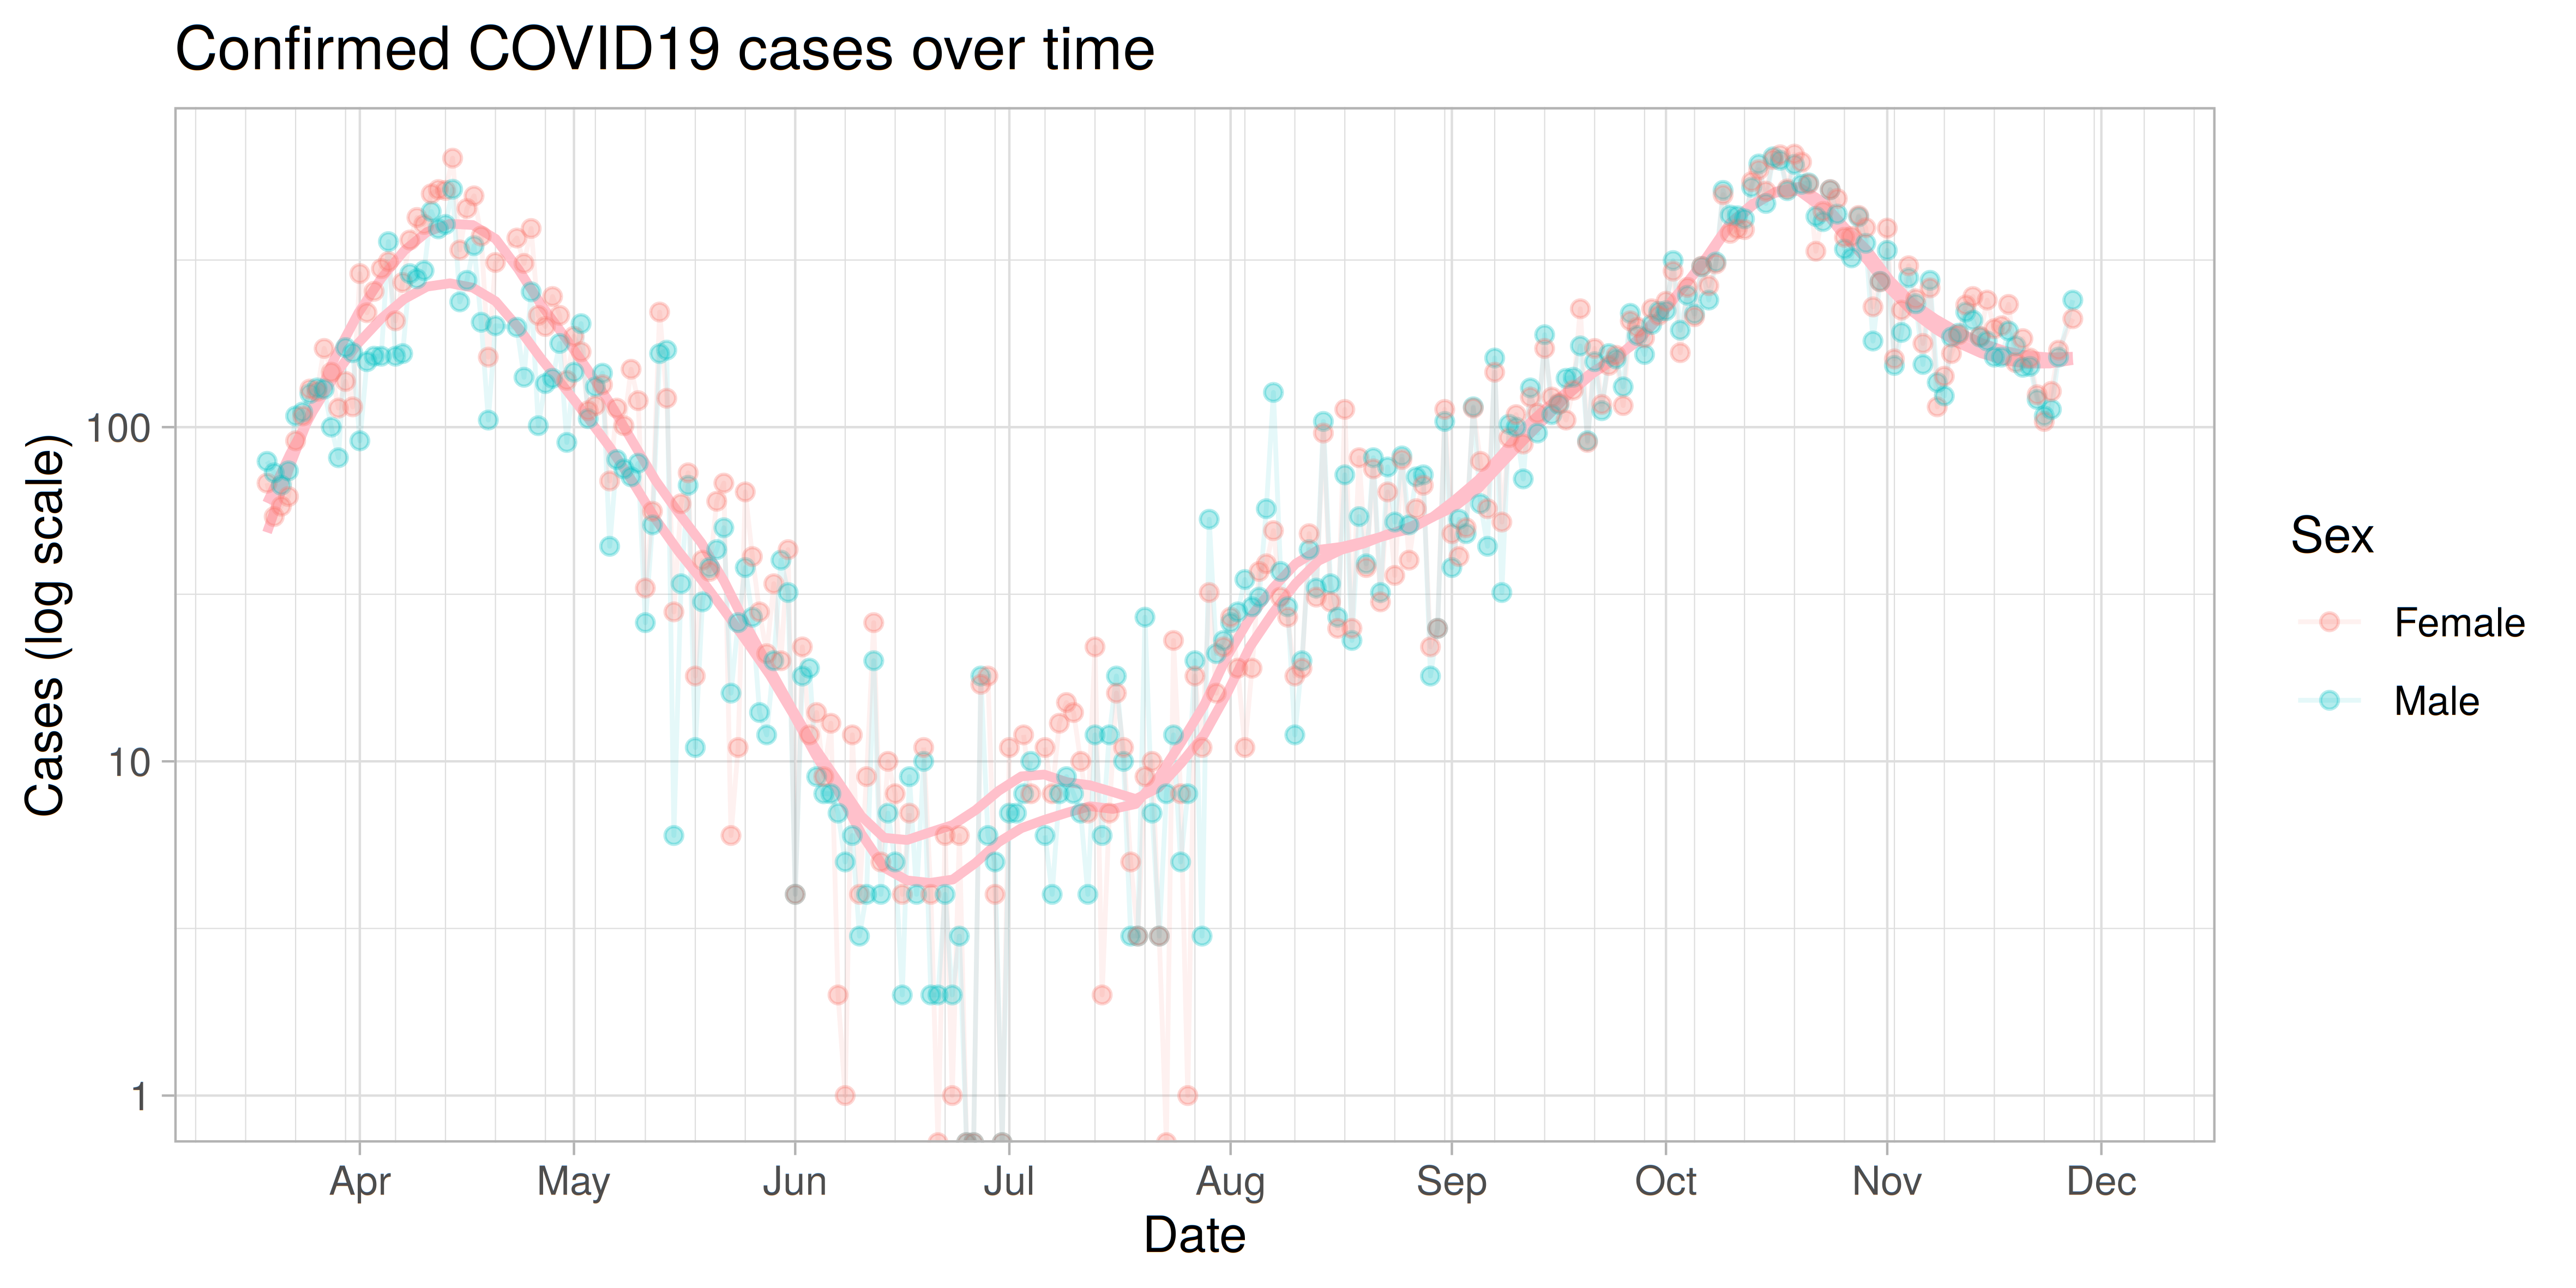 Confirmed COVID19 cases over time
Cases (log scale)
100
10
1
Apr May Jun Jul Aug Sep Oct Nov Dec
Date
Sex
Female
Male